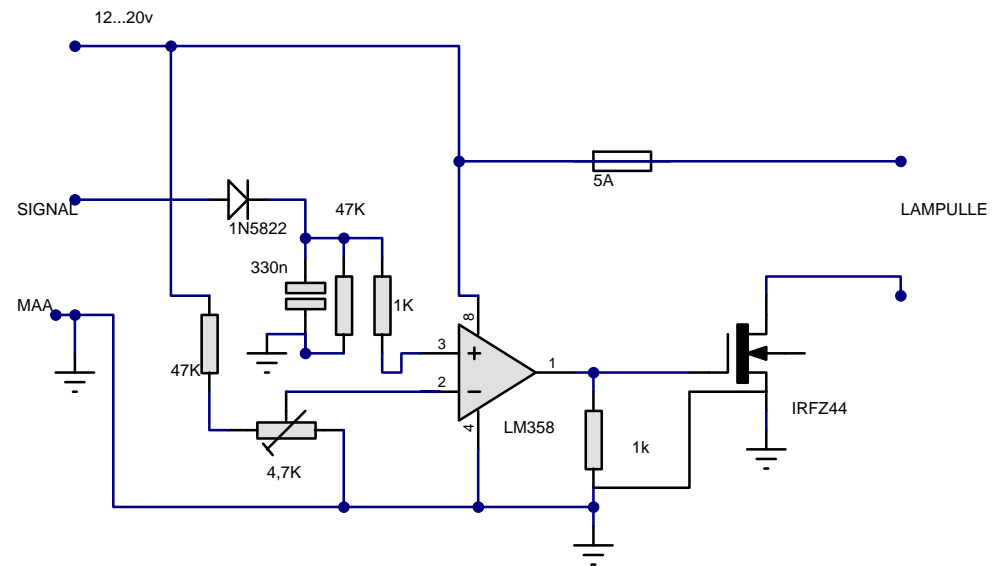 12...20v
5A
SIGNAL
1N5822
47K
LAMPULLE
330n
MAA
1K
8
3
47K
1
2
4
LM358
IRFZ44
1k
4,7K